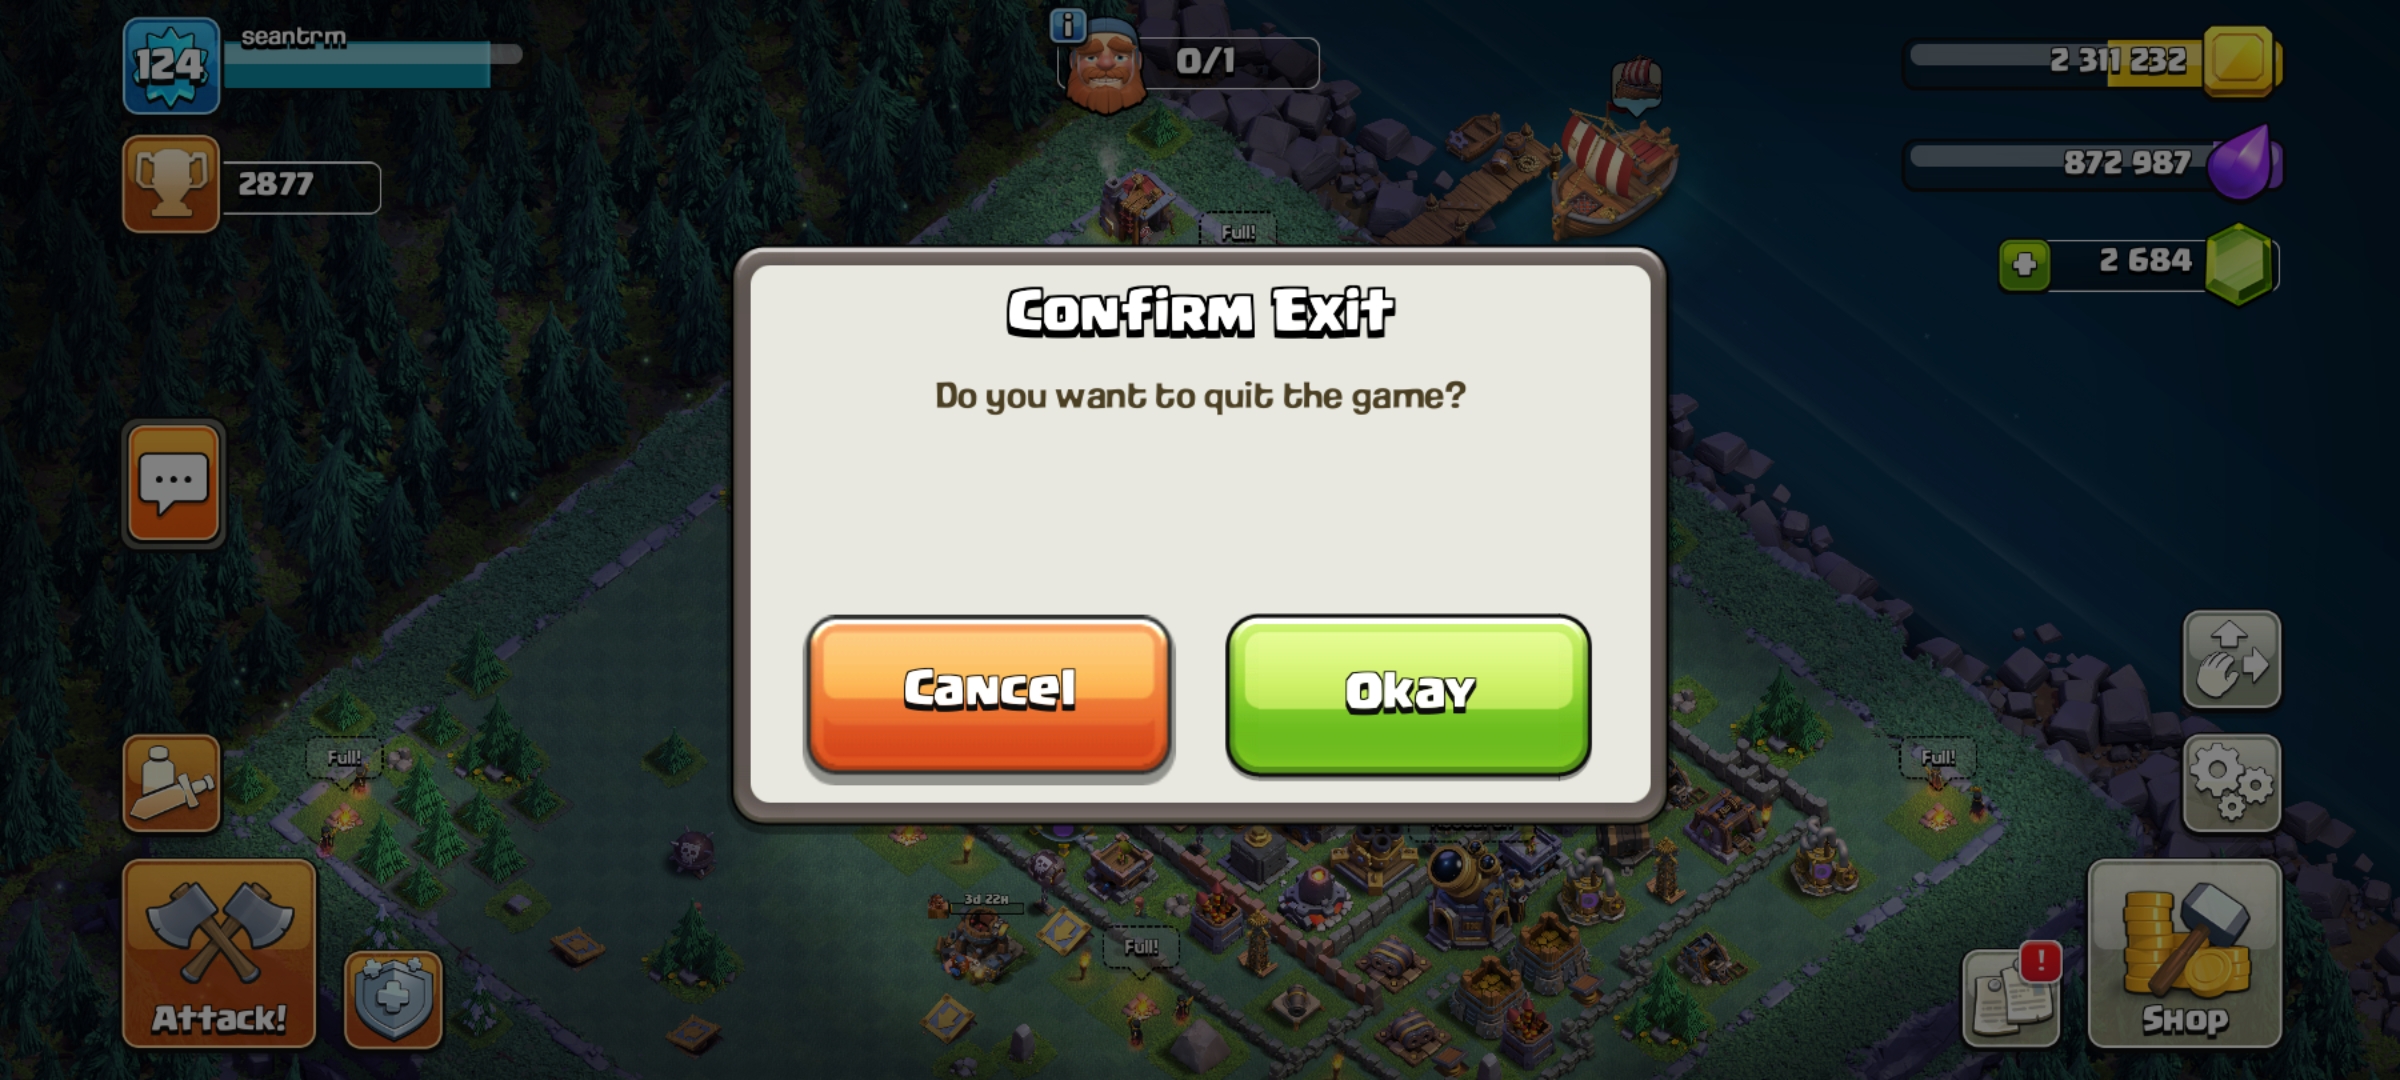 124
seantrm
0/1
2 311 232
2877
872 987
2 684
Full!
Confirm Exit
Do you want to quit the game?
Cancel
Okay
Full!
Full!
3d 22H
Full!
Attack!
Shop